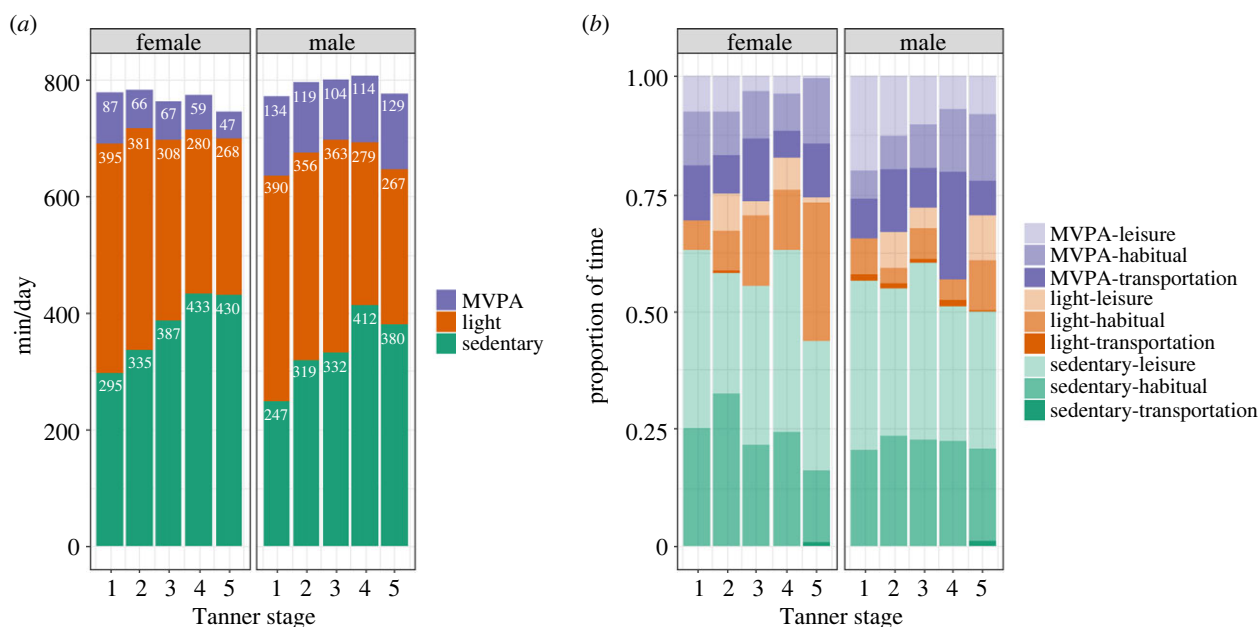 (a)
female male
800
600
400
200
0
min/day
87 66 67 59 47 134 119 104 114 129
395 381 308 280 268 390 356 363 279 267
295 335 387 433 430 247 319 332 412 380
1 2 3 4 5 1 2 3 4 5
Tanner stage
MVPA
light
sedentary
(b)
female male
1.00
0.75
0.50
0.25
0
proportion of time
1 2 3 4 5 1 2 3 4 5
Tanner stage
MVPA-leisure
MVPA-habitual
MVPA-transportation
light-leisure
light-habitual
light-transportation
sedentary-leisure
sedentary-habitual
sedentary-transportation